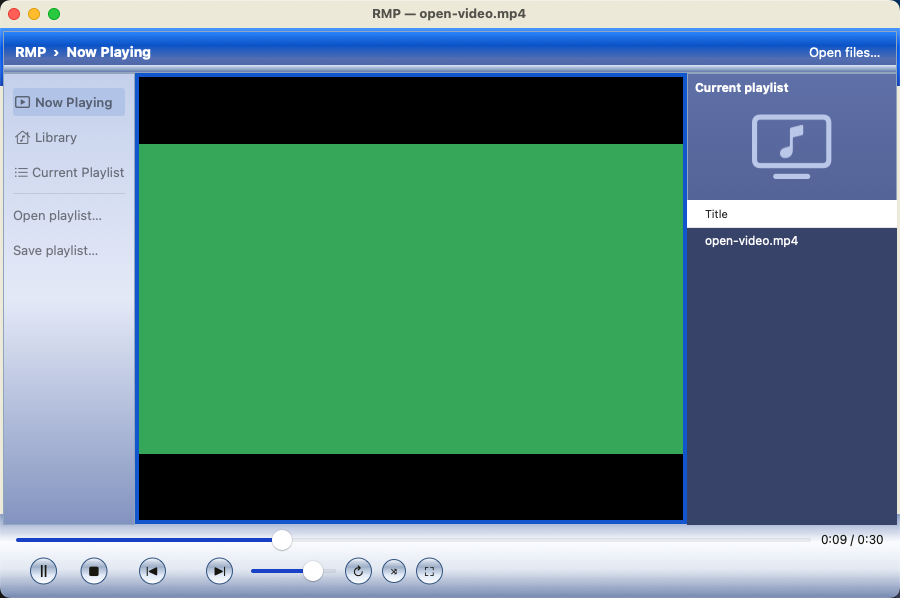 RMP — open-video.mp4
RMP › Now Playing
Open files...
Now Playing
Library
Current Playlist
Open playlist...
Save playlist...
Current playlist
Title
open-video.mp4
0:09 / 0:30